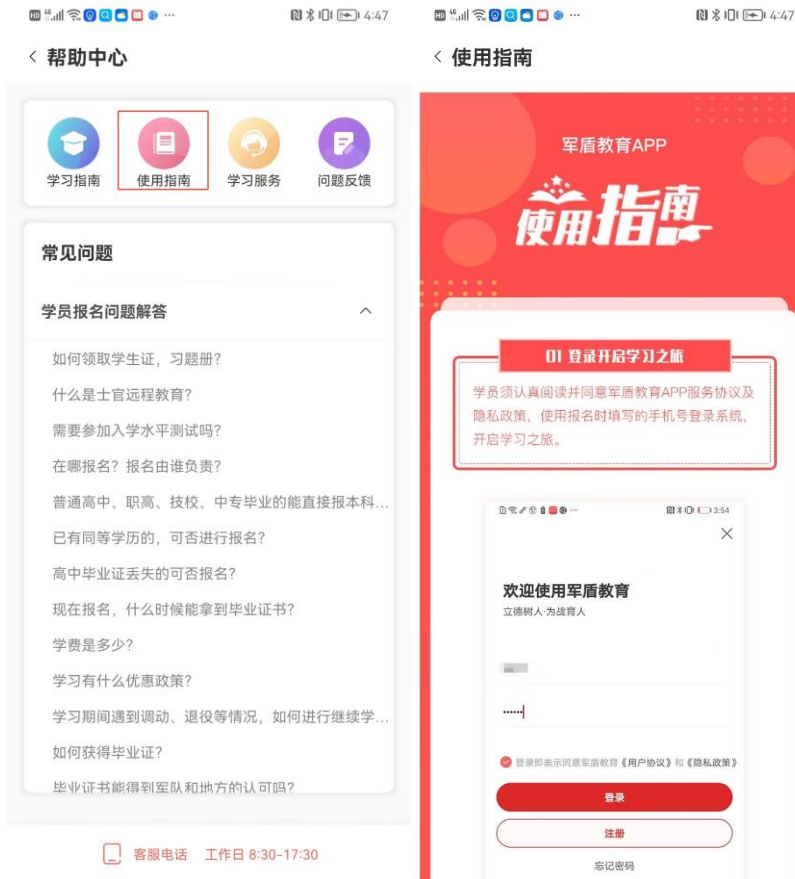 4:47
帮助中心
学习指南
使用指南
学习服务
问题反馈
常见问题
学员报名问题解答
如何领取学生证，习题册？
什么是士官远程教育？
需要参加入学水平测试吗？
在哪报名？报名由谁负责？
普通高中、职高、技校、中专毕业的能直接报本科...
已有同等学历的，可否进行报名？
高中毕业证丢失的可否报名？
现在报名，什么时候能拿到毕业证书？
学费是多少？
学习有什么优惠政策？
学习期间遇到调动、退役等情况，如何进行继续学...
如何获得毕业证？
毕业证书能得到军队和地方的认可吗？
客服电话 工作日 8:30-17:30
4:47
使用指南
军盾教育APP
使用指南
01 登录开启学习之旅
学员须认真阅读并同意军盾教育APP服务协议及
隐私政策，使用报名时填写的手机号登录系统，
开启学习之旅。
3:54
欢迎使用军盾教育
立德树人·为战育人
登录即表示同意军盾教育《用户协议》和《隐私政策》
登录
注册
忘记密码